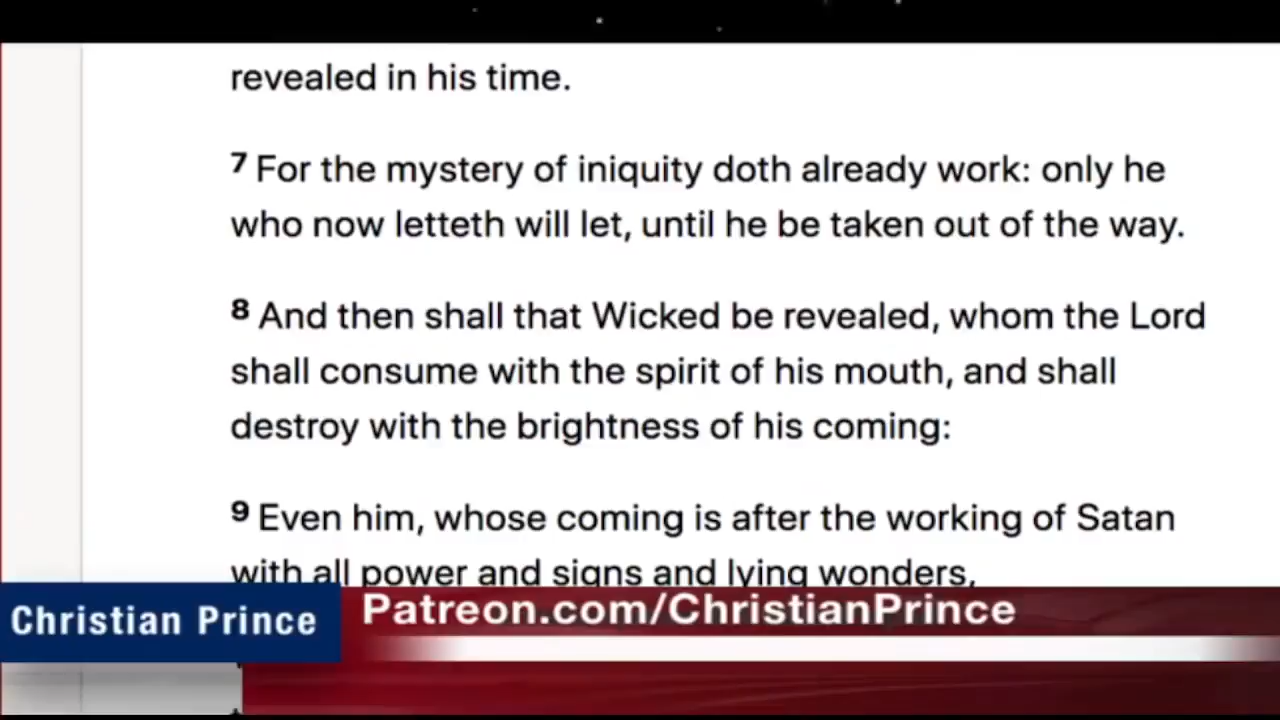 revealed in his time.
7 For the mystery of iniquity doth already work: only he
who now letteth will let, until he be taken out of the way.
8 And then shall that Wicked be revealed, whom the Lord
shall consume with the spirit of his mouth, and shall
destroy with the brightness of his coming:
9 Even him, whose coming is after the working of Satan
with all power and signs and lying wonders,
Christian Prince
Patreon.com/ChristianPrince